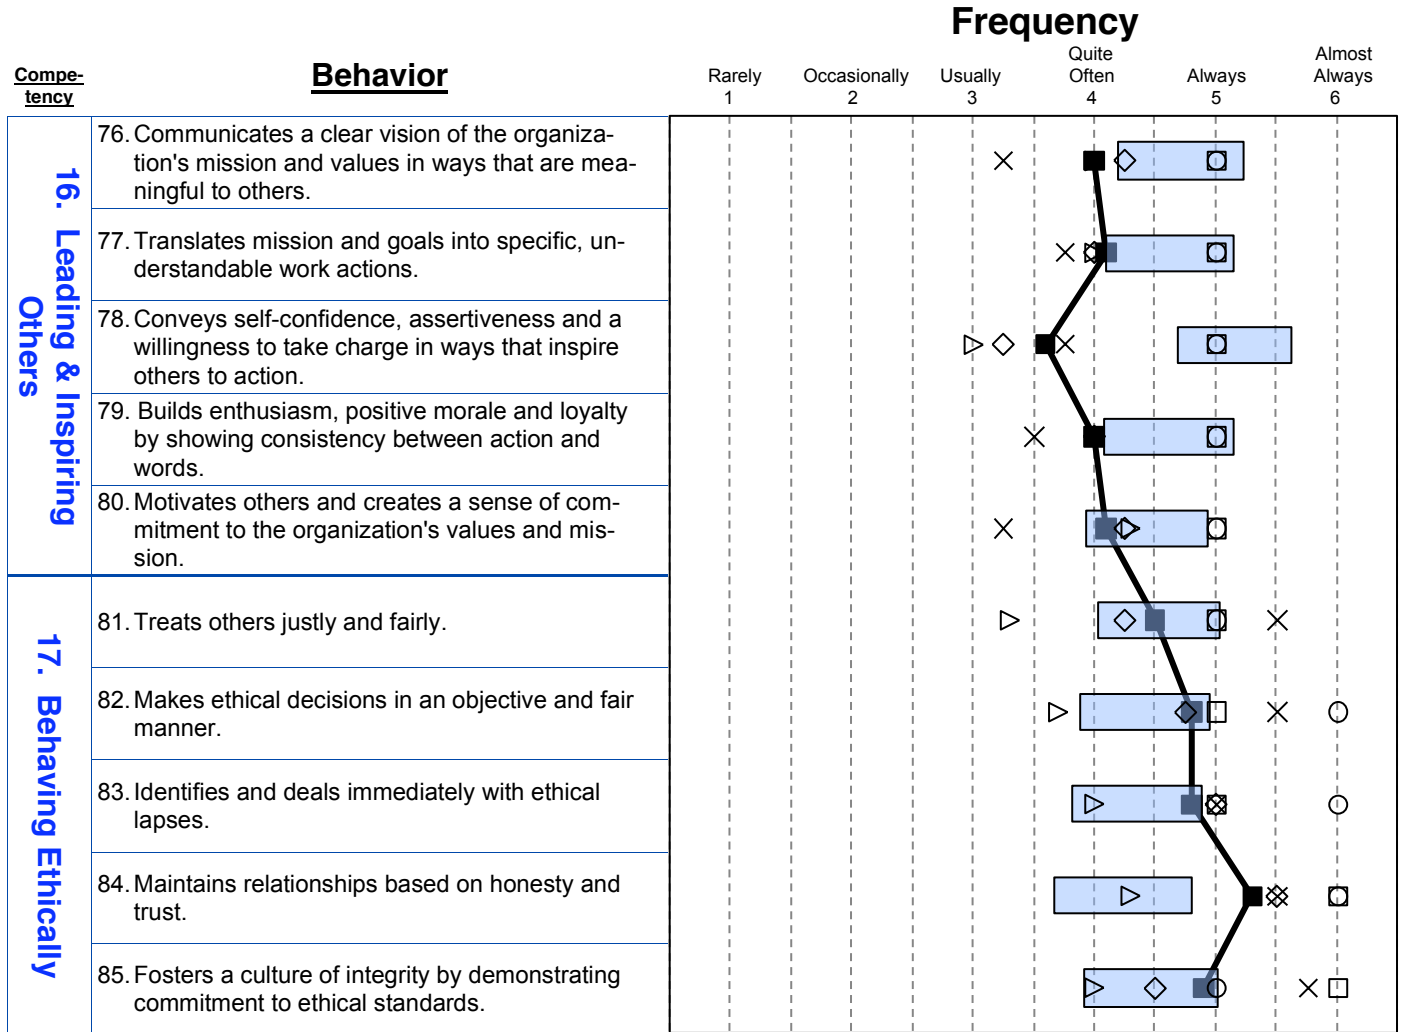 Frequency
Compe-
tency
Behavior
Rarely
1
Occasionally
2
Usually
3
Quite
Often
4
Always
5
Almost
Always
6
16. Leading & Inspiring
Others
76. Communicates a clear vision of the organiza-
tion's mission and values in ways that are mea-
ningful to others.
77. Translates mission and goals into specific, un-
derstandable work actions.
78. Conveys self-confidence, assertiveness and a
willingness to take charge in ways that inspire
others to action.
79. Builds enthusiasm, positive morale and loyalty
by showing consistency between action and
words.
80. Motivates others and creates a sense of com-
mitment to the organization's values and mis-
sion.
17. Behaving Ethically
81. Treats others justly and fairly.
82. Makes ethical decisions in an objective and fair
manner.
83. Identifies and deals immediately with ethical
lapses.
84. Maintains relationships based on honesty and
trust.
85. Fosters a culture of integrity by demonstrating
commitment to ethical standards.